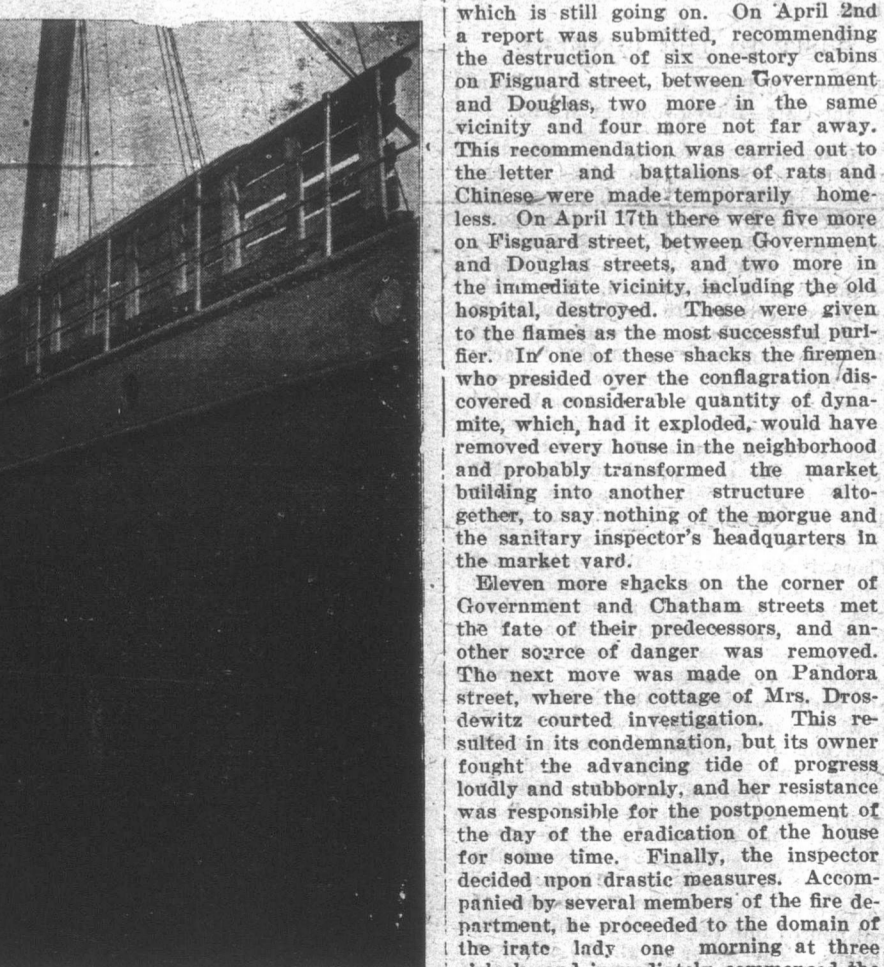 which is still going on. On April 2nd
a report was submitted, recommending
the destruction of six one-story cabins
on Fisguard street, between Government
and Douglas, two more in the same
vicinity and four more not far away.
This recommendation was carried out to
the letter and battalions of rats and
Chinese were made temporarily home-
less. On April 17th there were five more
on Fisguard street, between Government
and Douglas streets, and two more in
the immediate vicinity, including the old
hospital, destroyed. These were given
to the flames as the most successful puri-
fier. In one of these shacks the firemen
who presided over the conflagration dis-
covered a considerable quantity of dyna-
mite, which, had it exploded, would have
removed every house in the neighborhood
and probably transformed the market
building into another structure alto-
gether, to say nothing of the morgue and
the sanitary inspector's headquarters in
the market yard.
Eleven more shacks on the corner of
Government and Chatham streets met
the fate of their predecessors, and an-
other source of danger was removed.
The next move was made on Pandora
street, where the cottage of Mrs. Dros-
dewitz courted investigation. This re-
sulted in its condemnation, but its owner
fought the advancing tide of progress
loudly and stubbornly, and her resistance
was responsible for the postponement of
the day of the eradication of the house
for some time. Finally, the inspector
decided upon drastic measures. Accom-
panied by several members of the fire de-
partment, he proceeded to the domain of
the irate lady one morning at three